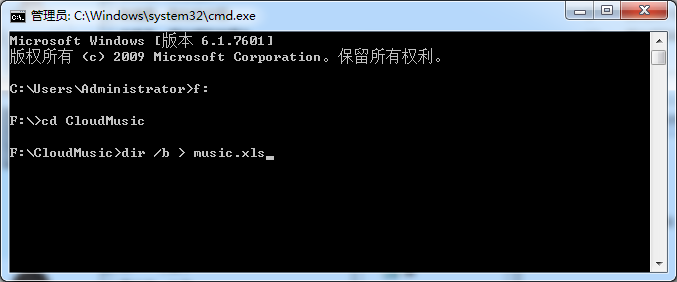 管理员: C:\Windows\system32\cmd.exe
Microsoft Windows [版本 6.1.7601]
版权所有 (c) 2009 Microsoft Corporation。保留所有权利。
C:\Users\Administrator>f:
F:\>cd CloudMusic
F:\CloudMusic>dir /b > music.xls